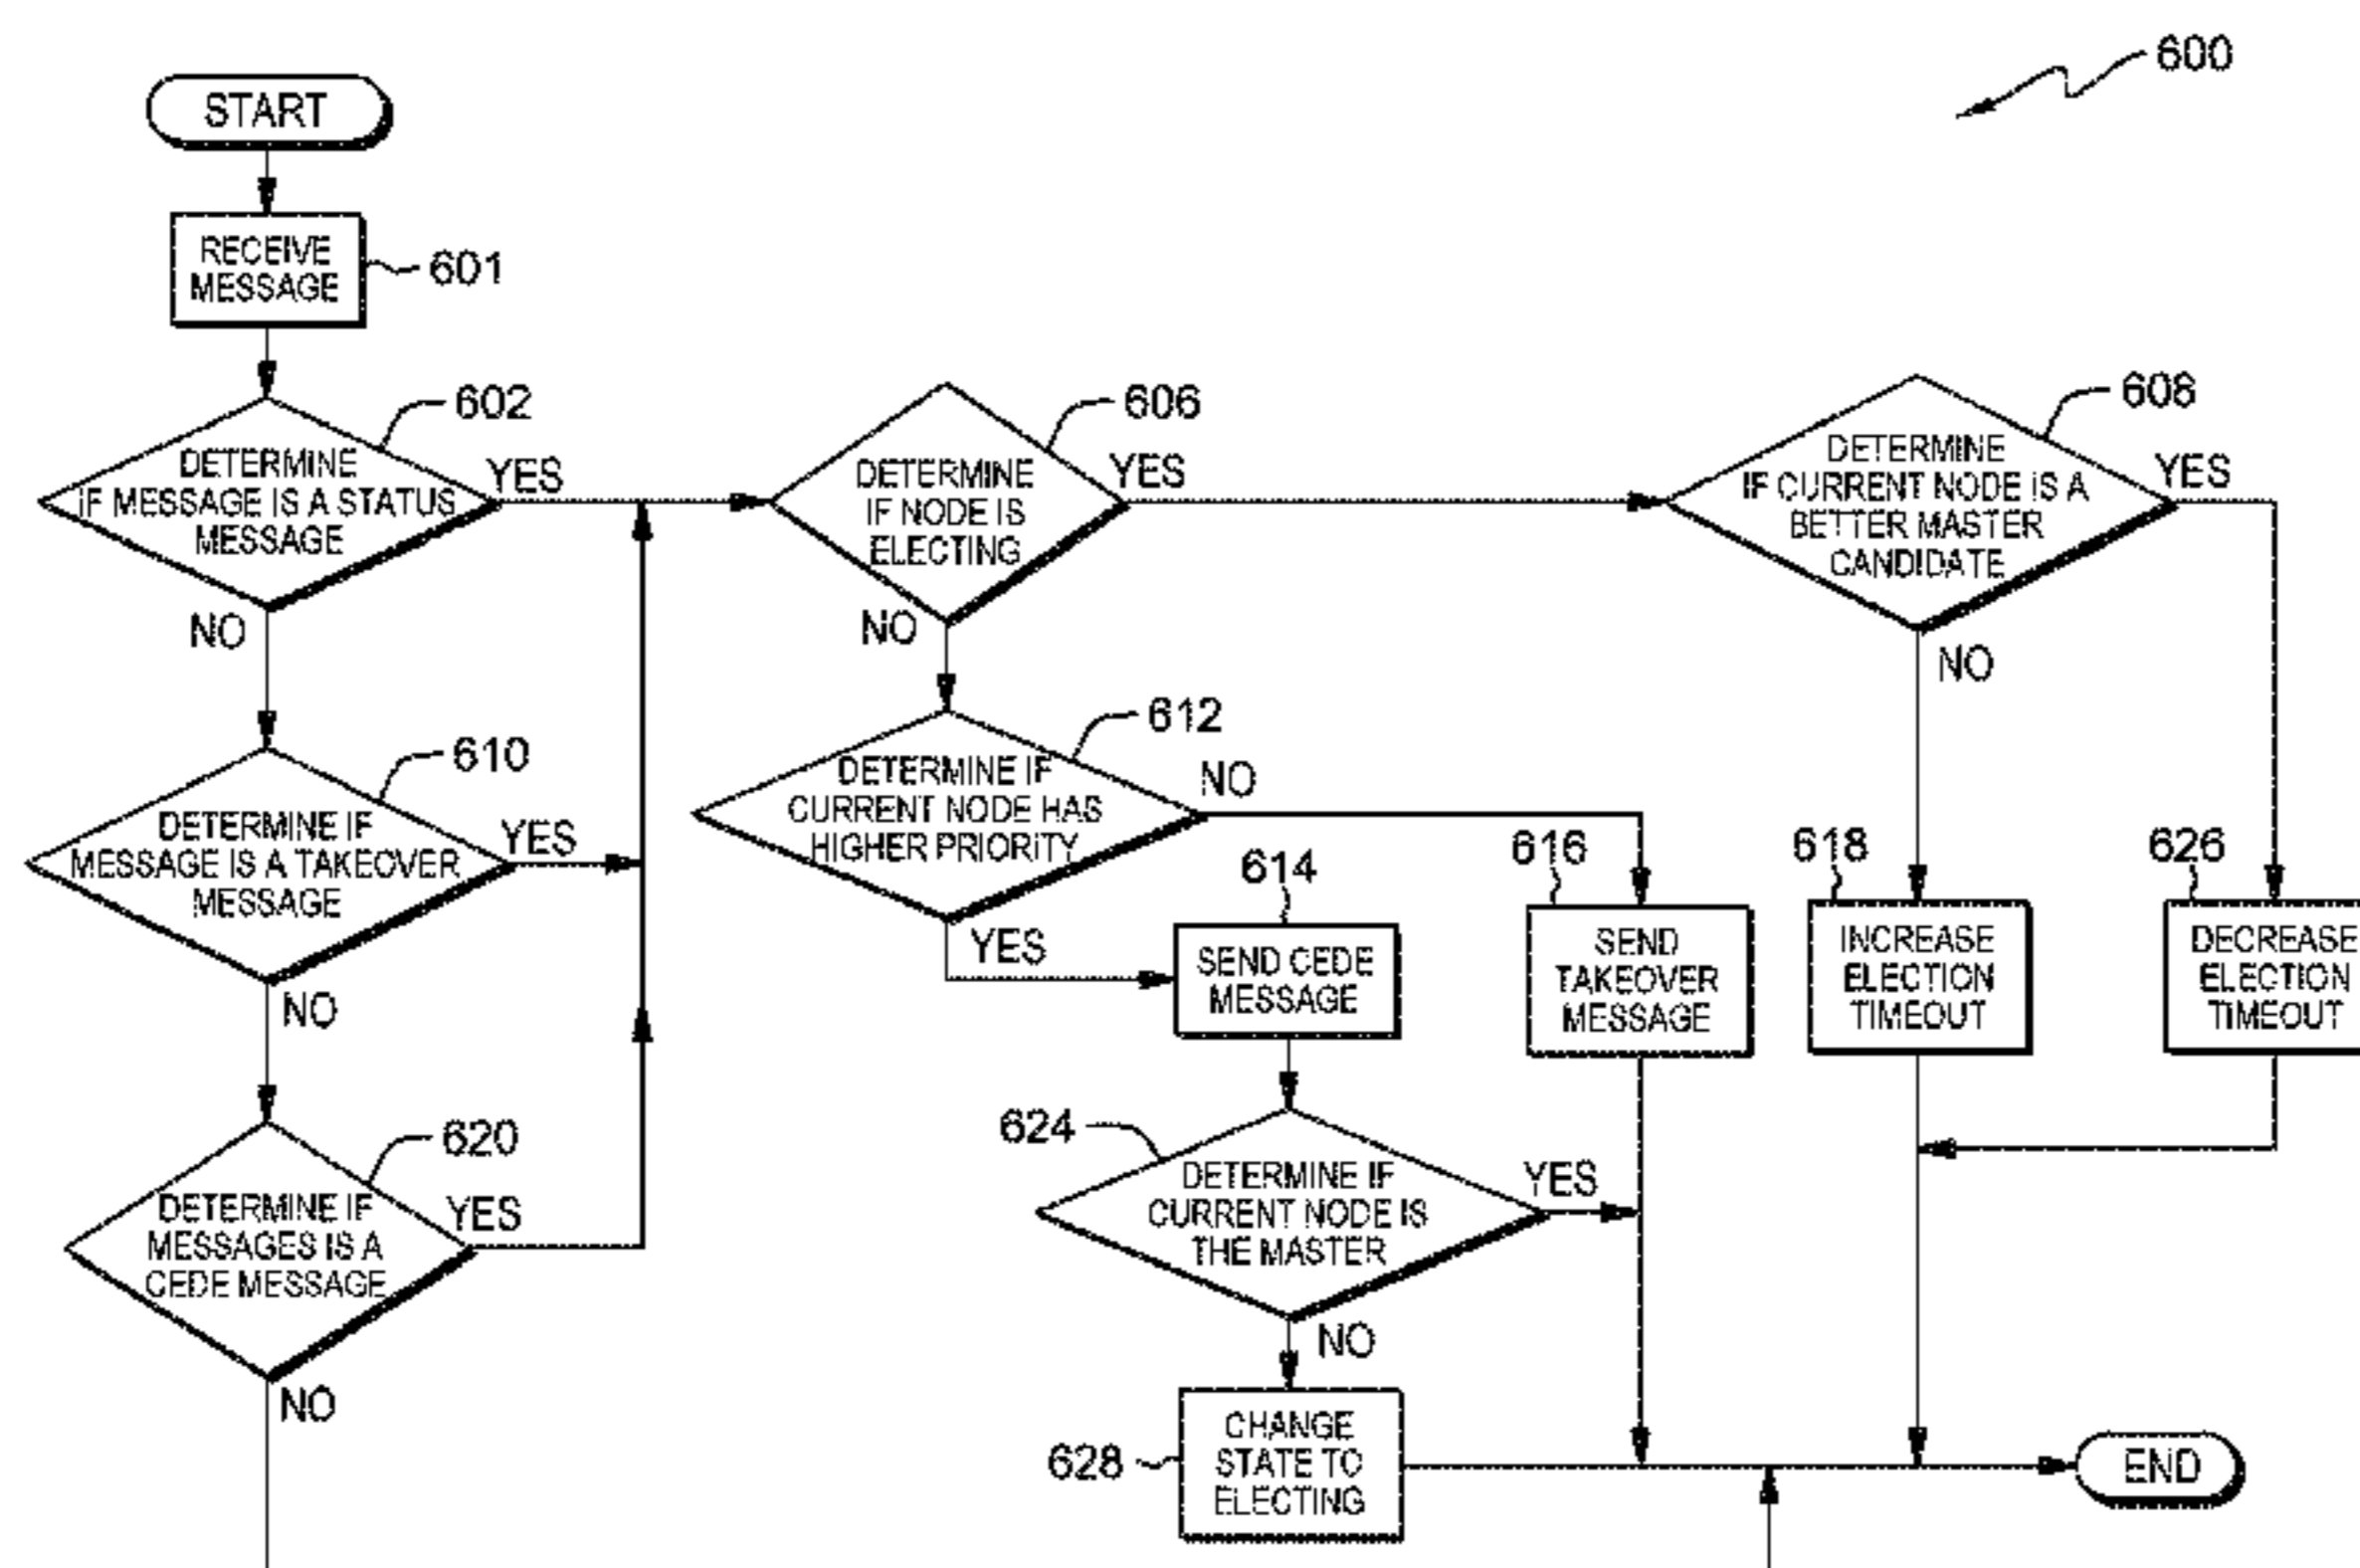 600
START
RECEIVE
MESSAGE
601
602
DETERMINE
IF MESSAGE IS A STATUS
MESSAGE
YES
NO
606
DETERMINE
IF NODE IS
ELECTING
YES
NO
608
DETERMINE
IF CURRENT NODE IS A
BETTER MASTER
CANDIDATE
YES
NO
610
DETERMINE IF
MESSAGE IS A TAKEOVER
MESSAGE
YES
NO
612
DETERMINE IF
CURRENT NODE HAS
HIGHER PRIORITY
NO
YES
614
SEND CEDE
MESSAGE
616
SEND
TAKEOVER
MESSAGE
618
INCREASE
ELECTION
TIMEOUT
626
DECREASE
ELECTION
TIMEOUT
620
DETERMINE IF
MESSAGES IS A
CEDE MESSAGE
YES
NO
624
DETERMINE IF
CURRENT NODE IS
THE MASTER
YES
NO
628
CHANGE
STATE TO
ELECTING
END